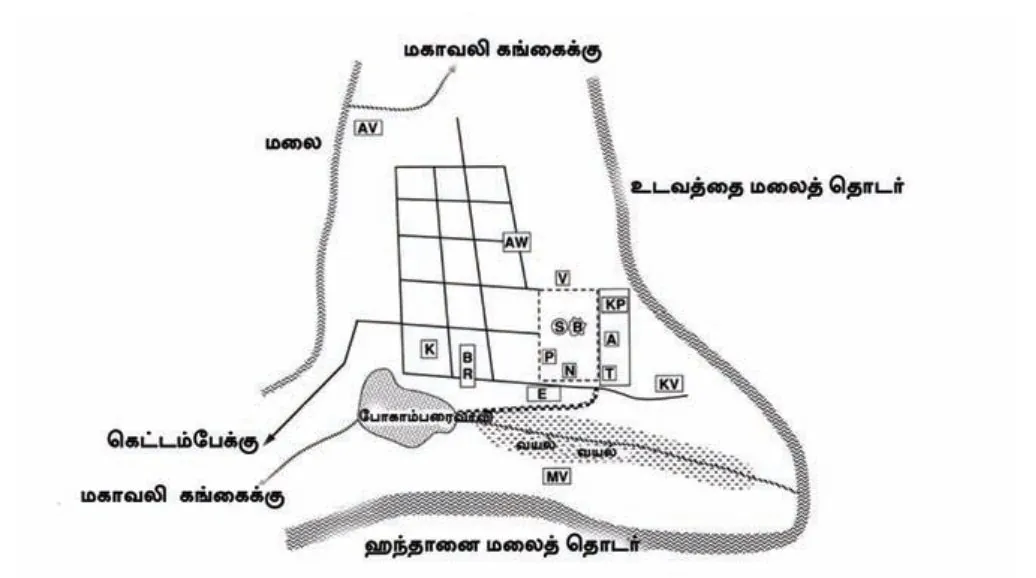 மகாவலி கங்கைக்கு
AV
மலை
உடவத்தை மலைத் தொடர்
AW
V
KP
S B
A
K
B
R
P
N
T
KV
E
போகாம்பரைவாவி
வயல்
வயல்
கெட்டம்பேக்கு
MV
மகாவலி கங்கைக்கு
ஹந்தானை மலைத் தொடர்